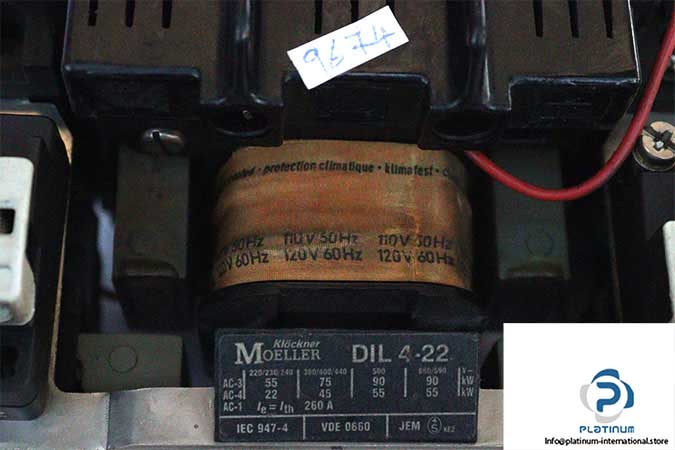 9674
protection climatique · klimafest ·
50Hz 110V 50Hz 110V 50Hz
120V 60Hz 120V 60Hz 120V 60Hz
Klöckner
MOELLER DIL 4-22
220/230/240 380/400/440 500 660/690 V~
AC-3 55 75 90 90 kW
AC-4 22 45 55 55 kW
AC-1 Ie = Ith 260 A
IEC 947-4 VDE 0660 JEM S
PLATINUM
Info@platinum-international.store